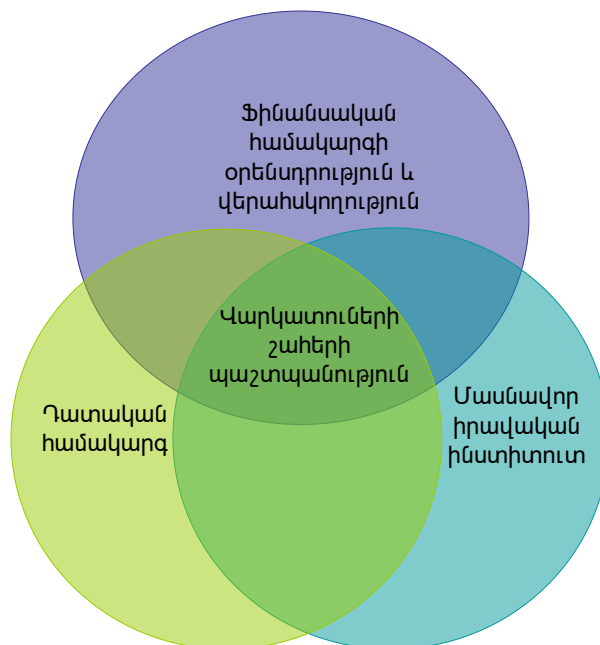 Ֆինանսական
համակարգի
օրենսդրություն և
վերահսկողություն
Վարկատուների
շահերի
պաշտպանություն
Դատական
համակարգ
Մասնավոր
իրավական
ինստիտուտ